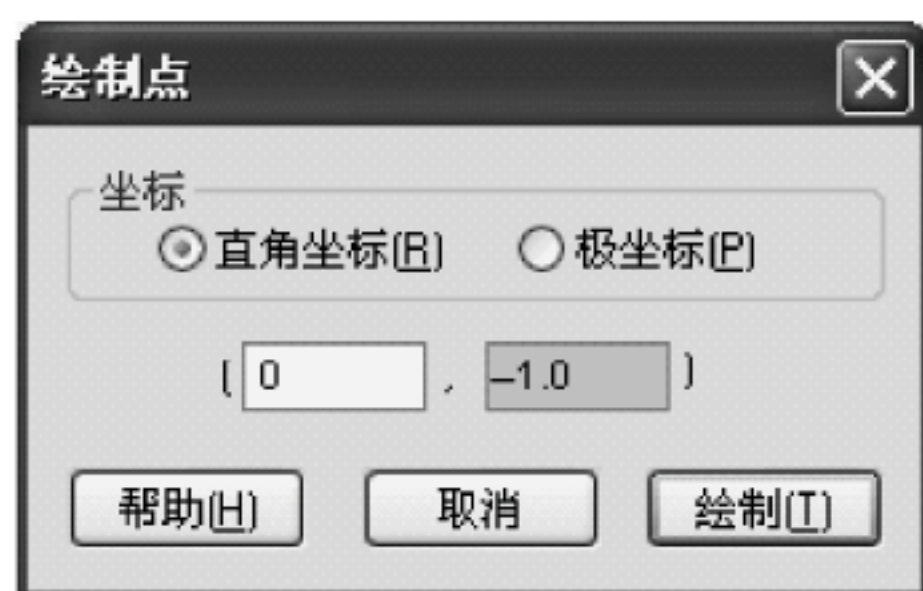 绘制点
坐标
直角坐标(R) 极坐标(P)
( 0 , –1.0 )
帮助(H) 取消 绘制(T)